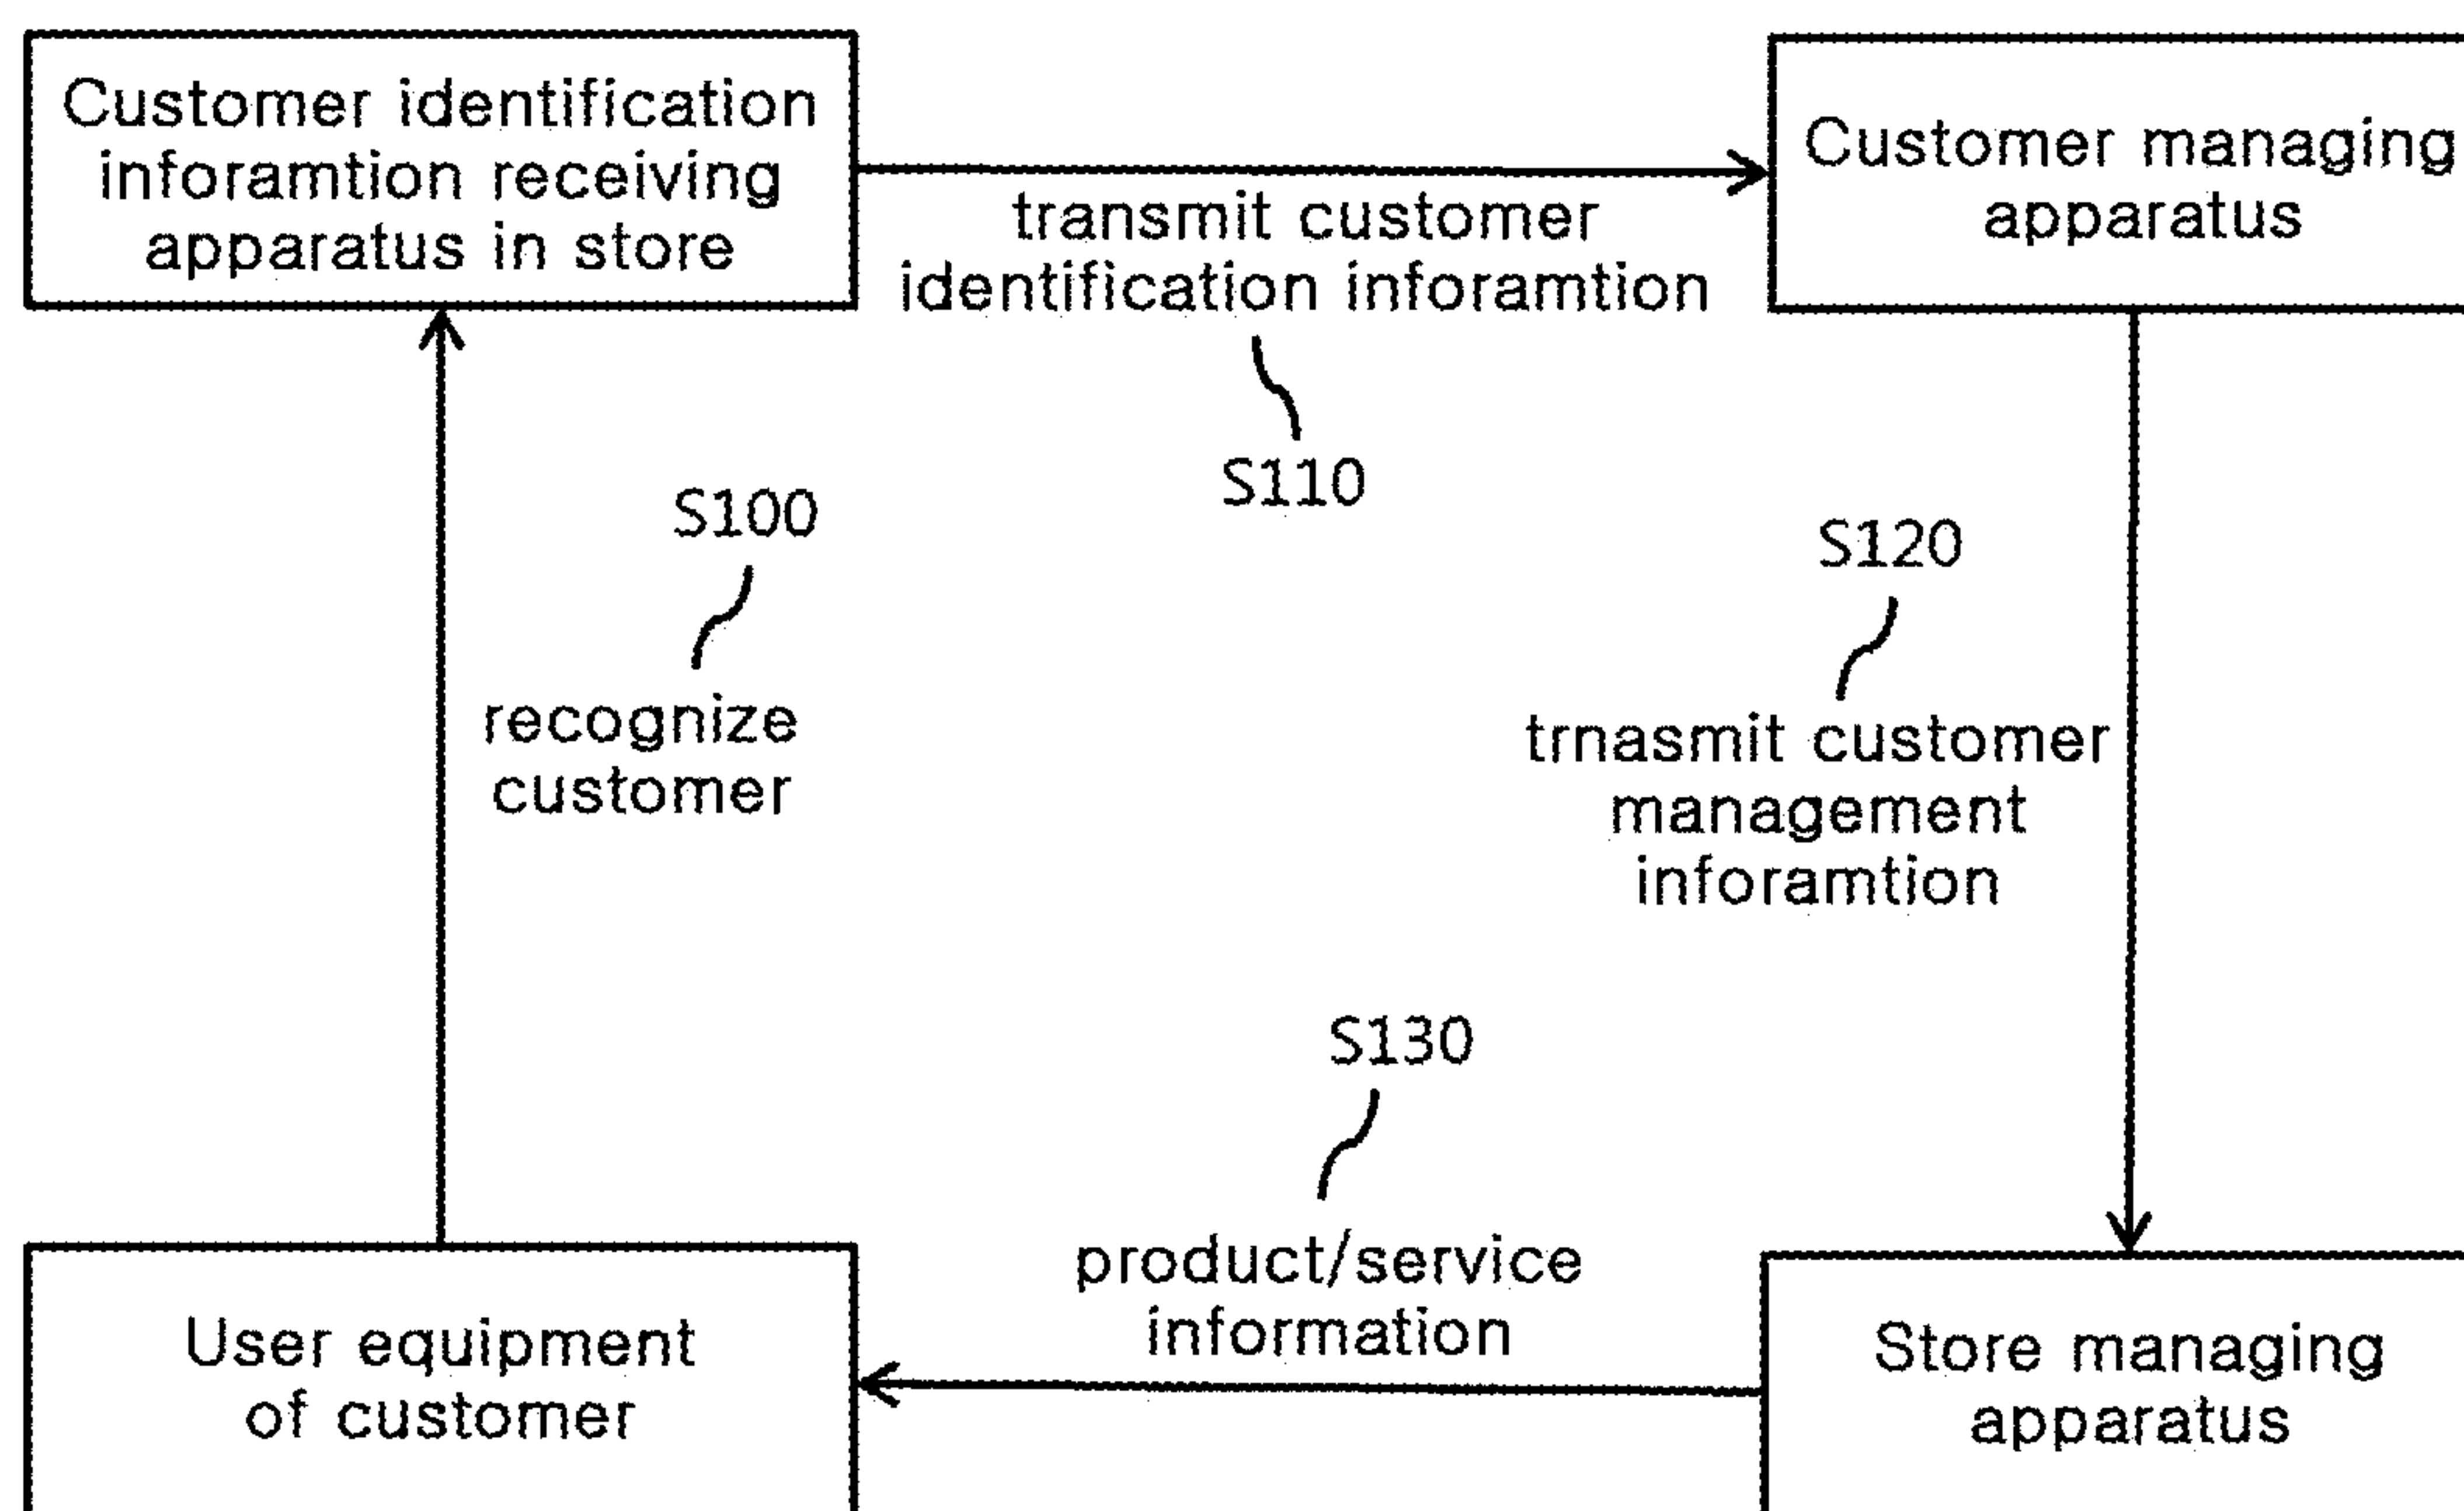 Customer identification
inforamtion receiving
apparatus in store
transmit customer
identification inforamtion
S110
Customer managing
apparatus
S100
recognize
customer
S120
trnasmit customer
management
inforamtion
S130
product/service
information
User equipment
of customer
Store managing
apparatus